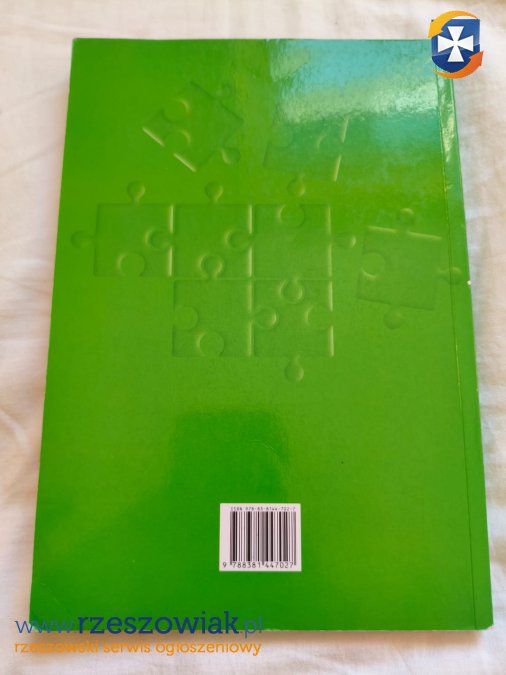 ISBN 978-83-8144-702-7
9 788381 447027
www.rzeszowiak.pl
rzeszowski serwis ogłoszeniowy